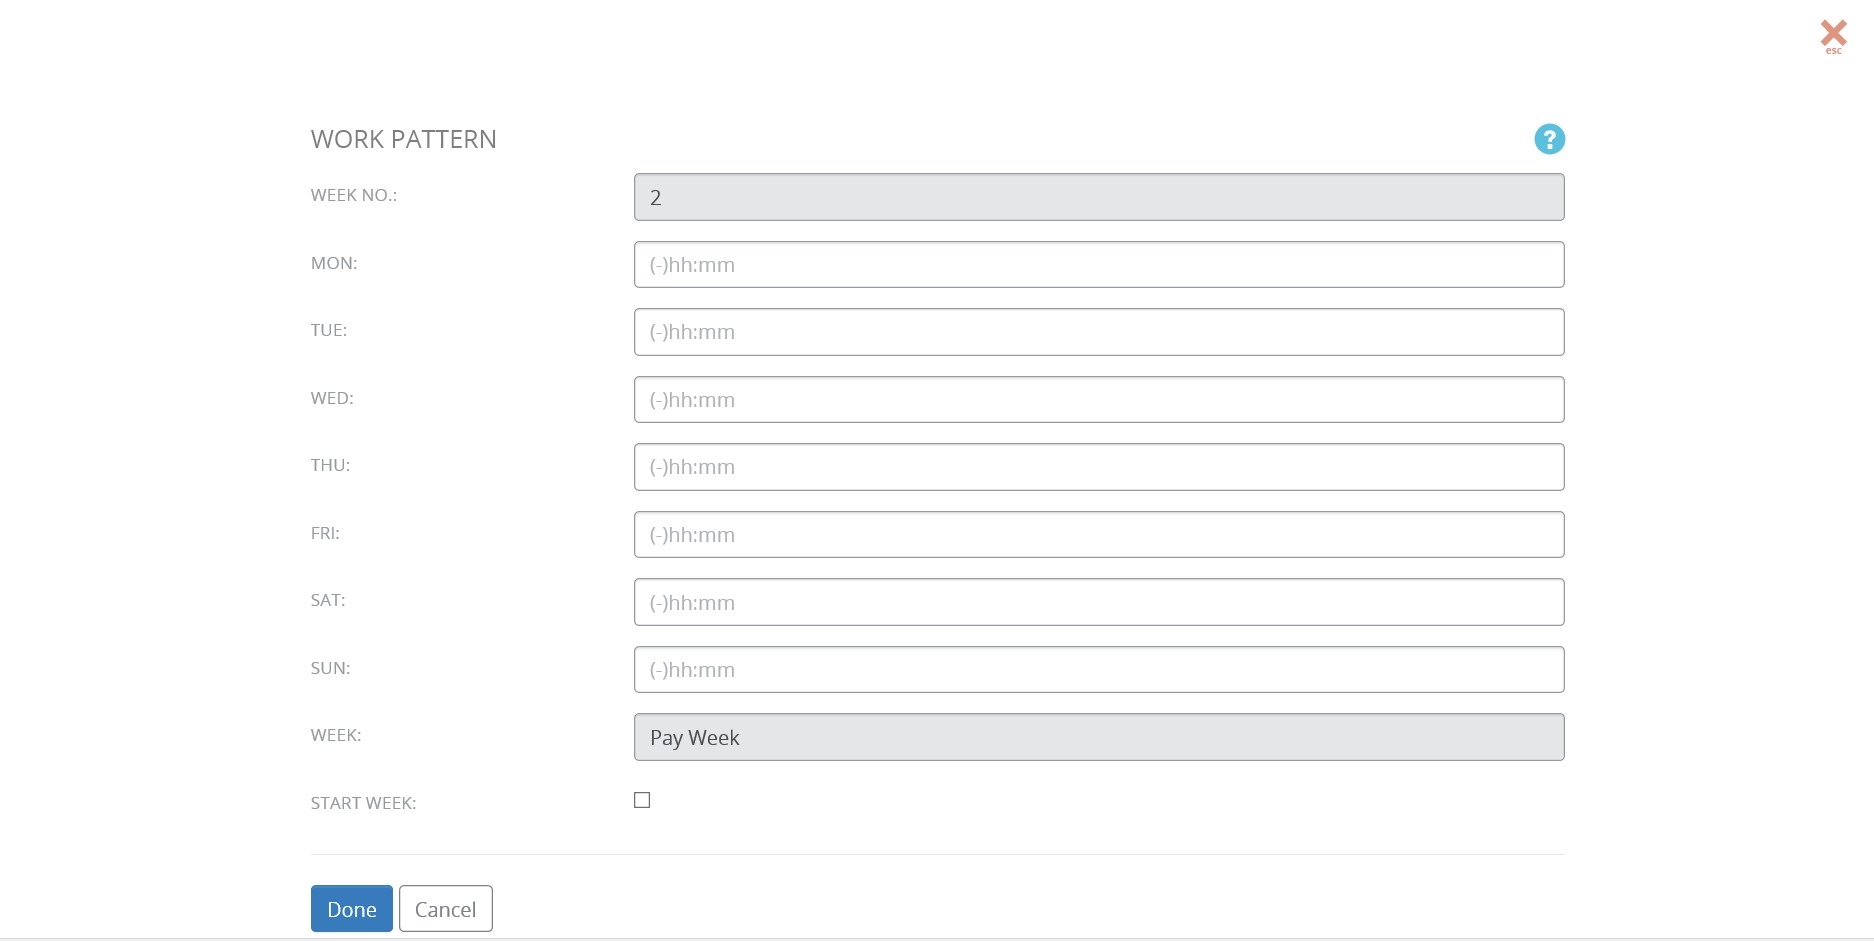 esc
WORK PATTERN
?
WEEK NO.: 2
MON: (-)hh:mm
TUE: (-)hh:mm
WED: (-)hh:mm
THU: (-)hh:mm
FRI: (-)hh:mm
SAT: (-)hh:mm
SUN: (-)hh:mm
WEEK: Pay Week
START WEEK:
Done Cancel